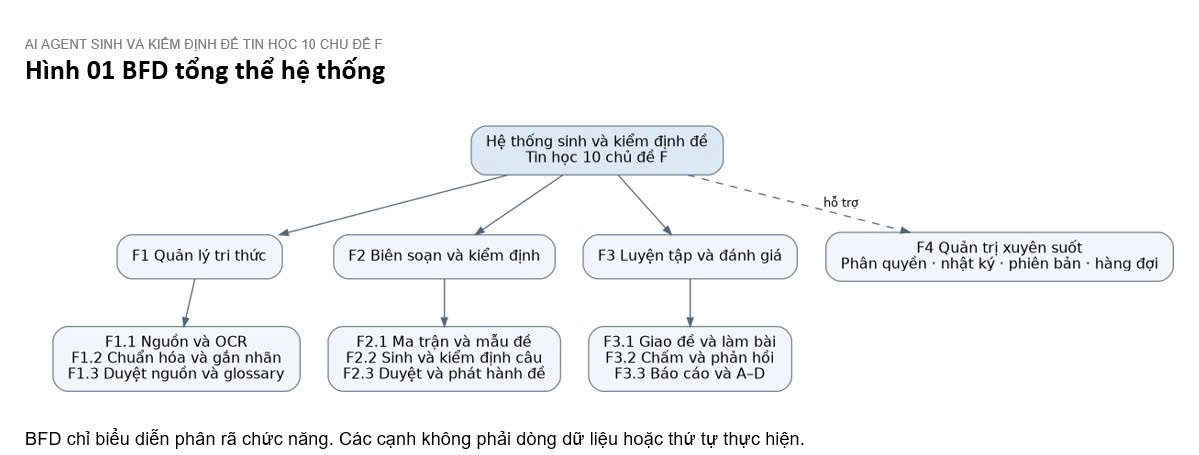 AI AGENT SINH VÀ KIỂM ĐỊNH ĐỀ TIN HỌC 10 CHỦ ĐỀ F
Hình 01 BFD tổng thể hệ thống
Hệ thống sinh và kiểm định đề
Tin học 10 chủ đề F
hỗ trợ
F1 Quản lý tri thức
F2 Biên soạn và kiểm định
F3 Luyện tập và đánh giá
F4 Quản trị xuyên suốt
Phân quyền · nhật ký · phiên bản · hàng đợi
F1.1 Nguồn và OCR
F1.2 Chuẩn hóa và gắn nhãn
F1.3 Duyệt nguồn và glossary
F2.1 Ma trận và mẫu đề
F2.2 Sinh và kiểm định câu
F2.3 Duyệt và phát hành đề
F3.1 Giao đề và làm bài
F3.2 Chấm và phản hồi
F3.3 Báo cáo và A–D
BFD chỉ biểu diễn phân rã chức năng. Các cạnh không phải dòng dữ liệu hoặc thứ tự thực hiện.